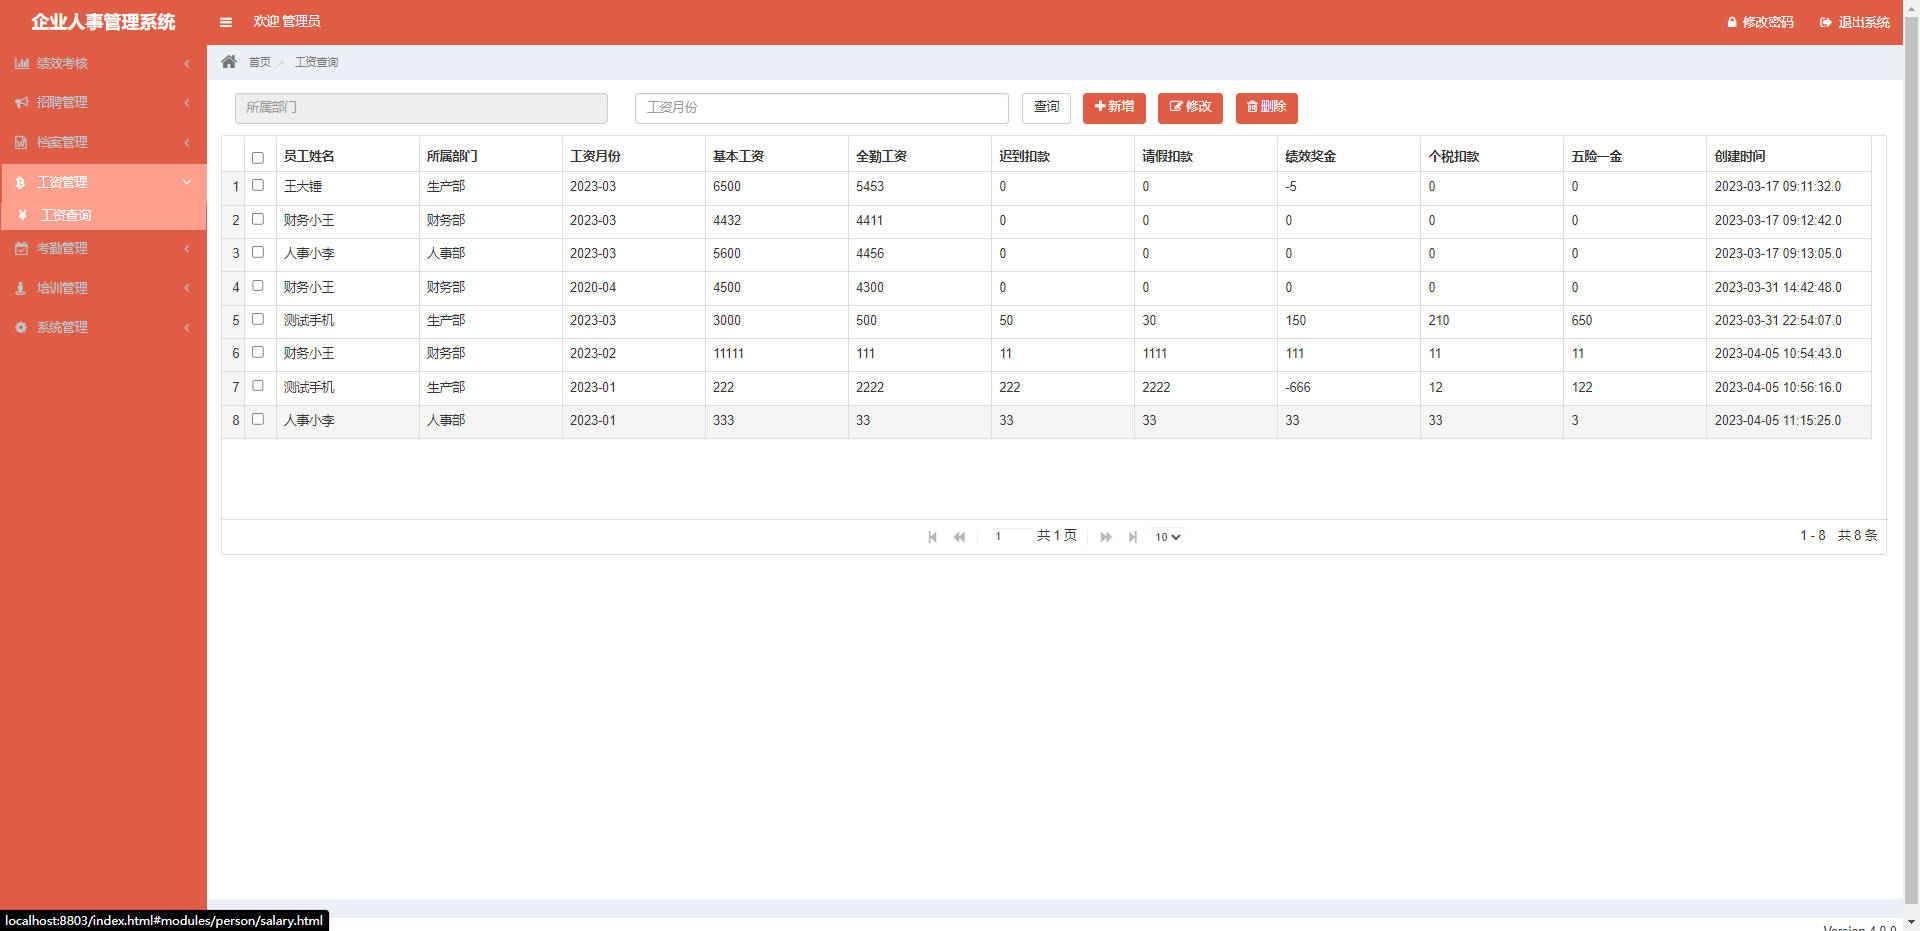 企业人事管理系统
欢迎 管理员
修改密码
退出系统
绩效考核
招聘管理
档案管理
工资管理
工资查询
考勤管理
培训管理
系统管理
首页 > 工资查询
所属部门
工资月份
查询
新增
修改
删除
员工姓名 所属部门 工资月份 基本工资 全勤工资 迟到扣款 请假扣款 绩效奖金 个税扣款 五险一金 创建时间
1 王大锤 生产部 2023-03 6500 5453 0 0 -5 0 0 2023-03-17 09:11:32.0
2 财务小王 财务部 2023-03 4432 4411 0 0 0 0 0 2023-03-17 09:12:42.0
3 人事小李 人事部 2023-03 5600 4456 0 0 0 0 0 2023-03-17 09:13:05.0
4 财务小王 财务部 2020-04 4500 4300 0 0 0 0 0 2023-03-31 14:42:48.0
5 测试手机 生产部 2023-03 3000 500 50 30 150 210 650 2023-03-31 22:54:07.0
6 财务小王 财务部 2023-02 11111 111 11 1111 111 11 11 2023-04-05 10:54:43.0
7 测试手机 生产部 2023-01 222 2222 222 2222 -666 12 122 2023-04-05 10:56:16.0
8 人事小李 人事部 2023-01 333 33 33 33 33 33 3 2023-04-05 11:15:25.0
1 共 1 页 10
1 - 8 共 8 条
localhost:8803/index.html#modules/person/salary.html
Version 4.0.0